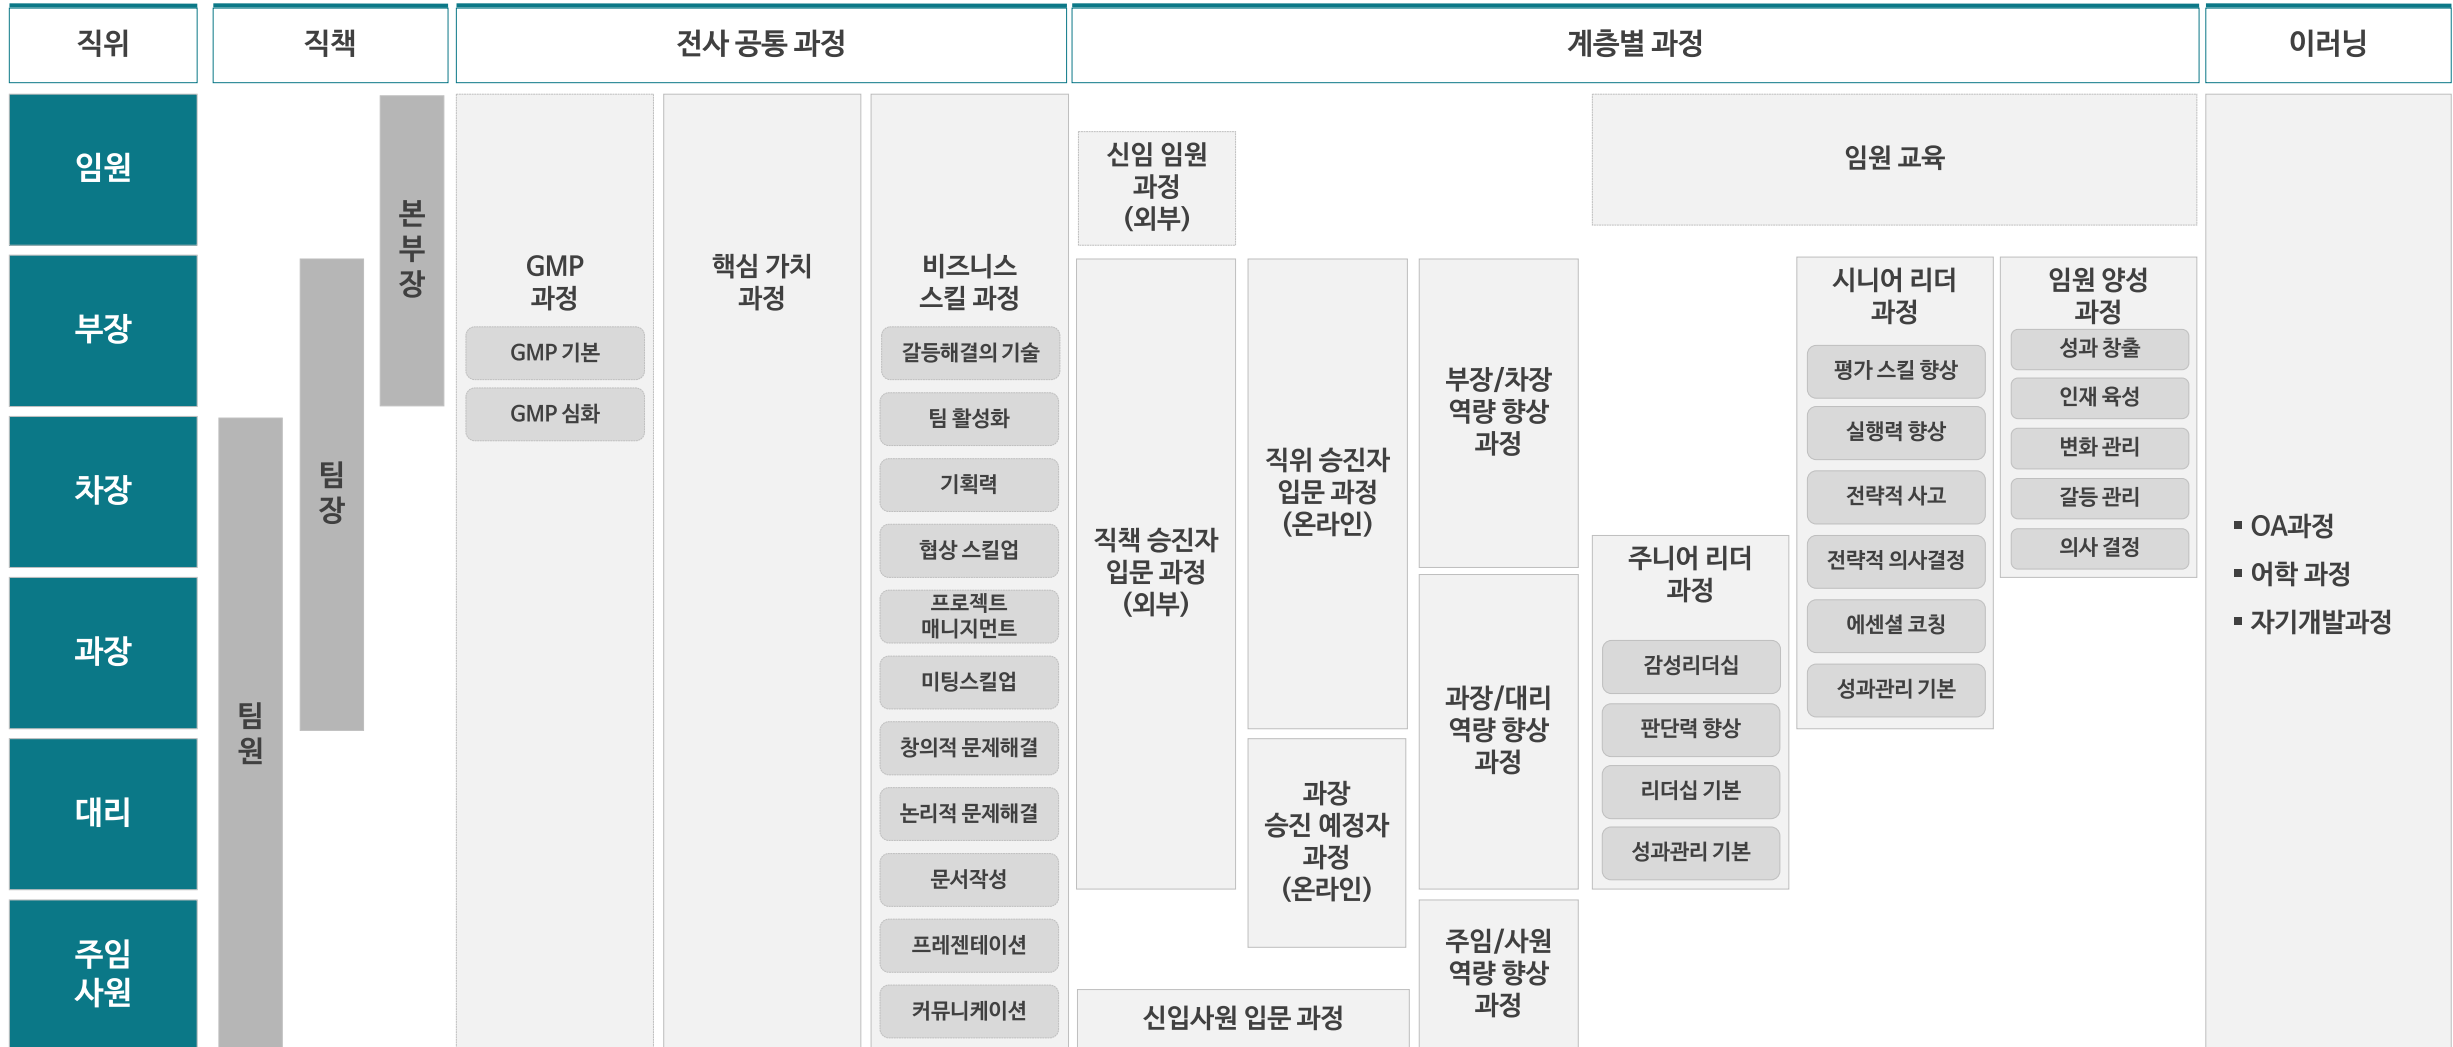 직위
직책
전사 공통 과정
계층별 과정
이러닝
임원
부장
차장
과장
대리
주임
사원
본
부
장
팀
장
팀
원
GMP
과정
GMP 기본
GMP 심화
핵심 가치
과정
비즈니스
스킬 과정
갈등해결의 기술
팀 활성화
기획력
협상 스킬업
프로젝트
매니지먼트
미팅스킬업
창의적 문제해결
논리적 문제해결
문서작성
프레젠테이션
커뮤니케이션
신임 임원
과정
(외부)
직책 승진자
입문 과정
(외부)
직위 승진자
입문 과정
(온라인)
과장
승진 예정자
과정
(온라인)
신입사원 입문 과정
부장/차장
역량 향상
과정
과장/대리
역량 향상
과정
주임/사원
역량 향상
과정
임원 교육
주니어 리더
과정
감성리더십
판단력 향상
리더십 기본
성과관리 기본
시니어 리더
과정
평가 스킬 향상
실행력 향상
전략적 사고
전략적 의사결정
에센셜 코칭
성과관리 기본
임원 양성
과정
성과 창출
인재 육성
변화 관리
갈등 관리
의사 결정
▪ OA과정
▪ 어학 과정
▪ 자기개발과정